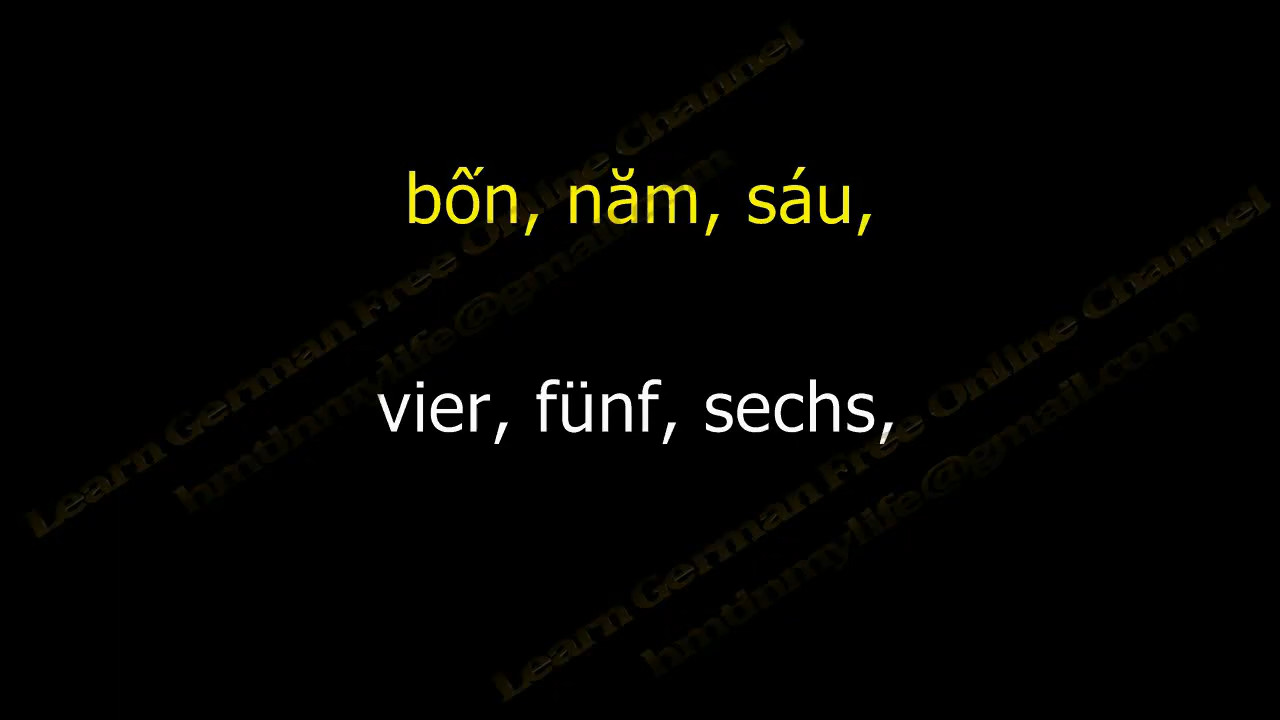 bốn, năm, sáu,
vier, fünf, sechs,
Learn German Free Online Channel
hmtinmylife@gmail.com
Learn German Free Online Channel
hmtinmylife@gmail.com